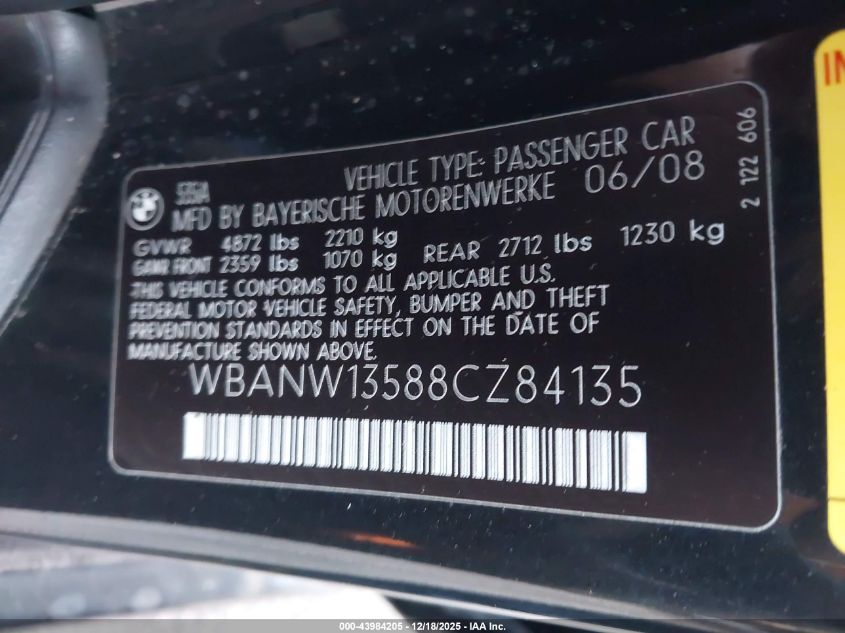 535iA VEHICLE TYPE: PASSENGER CAR
MFD BY BAYERISCHE MOTORENWERKE 06/08
GVWR 4872 lbs 2210 kg
GAWR FRONT 2359 lbs 1070 kg REAR 2712 lbs 1230 kg
THIS VEHICLE CONFORMS TO ALL APPLICABLE U.S.
FEDERAL MOTOR VEHICLE SAFETY, BUMPER AND THEFT
PREVENTION STANDARDS IN EFFECT ON THE DATE OF
MANUFACTURE SHOWN ABOVE.
WBANW13588CZ84135
2 122 606
000-43984205 - 12/18/2025 - IAA Inc.